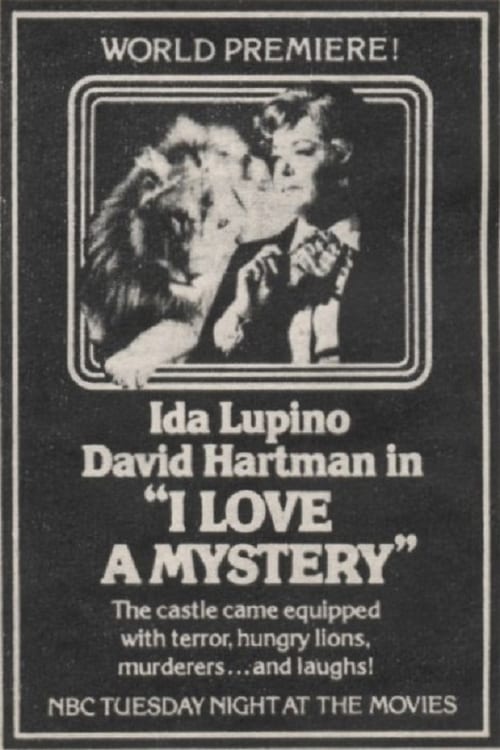 WORLD PREMIERE!
Ida Lupino
David Hartman in
“I LOVE
A MYSTERY”
The castle came equipped
with terror, hungry lions,
murderers...and laughs!
NBC TUESDAY NIGHT AT THE MOVIES